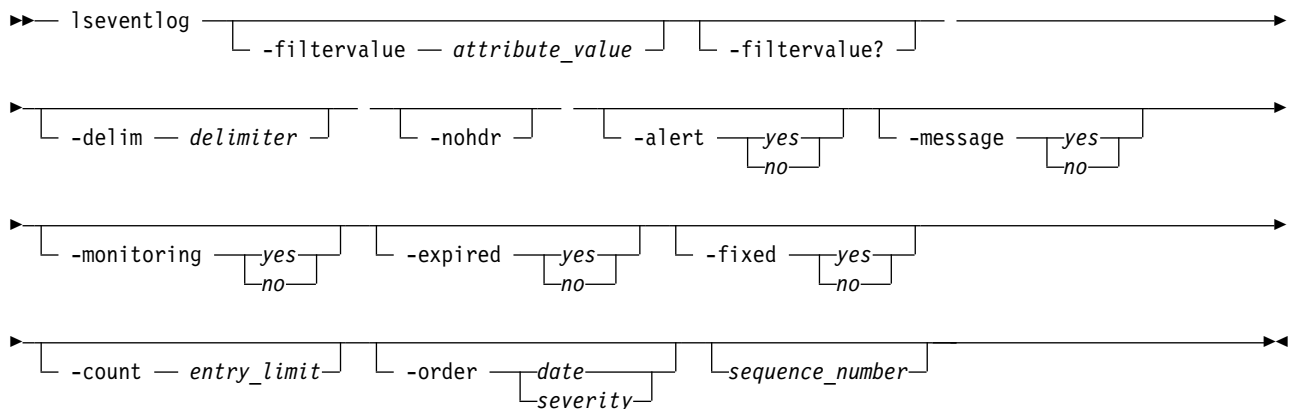 lseventlog -filtervalue attribute_value -filtervalue?
-delim delimiter -nohdr -alert yes no -message yes no
-monitoring yes no -expired yes no -fixed yes no
-count entry_limit -order date severity sequence_number